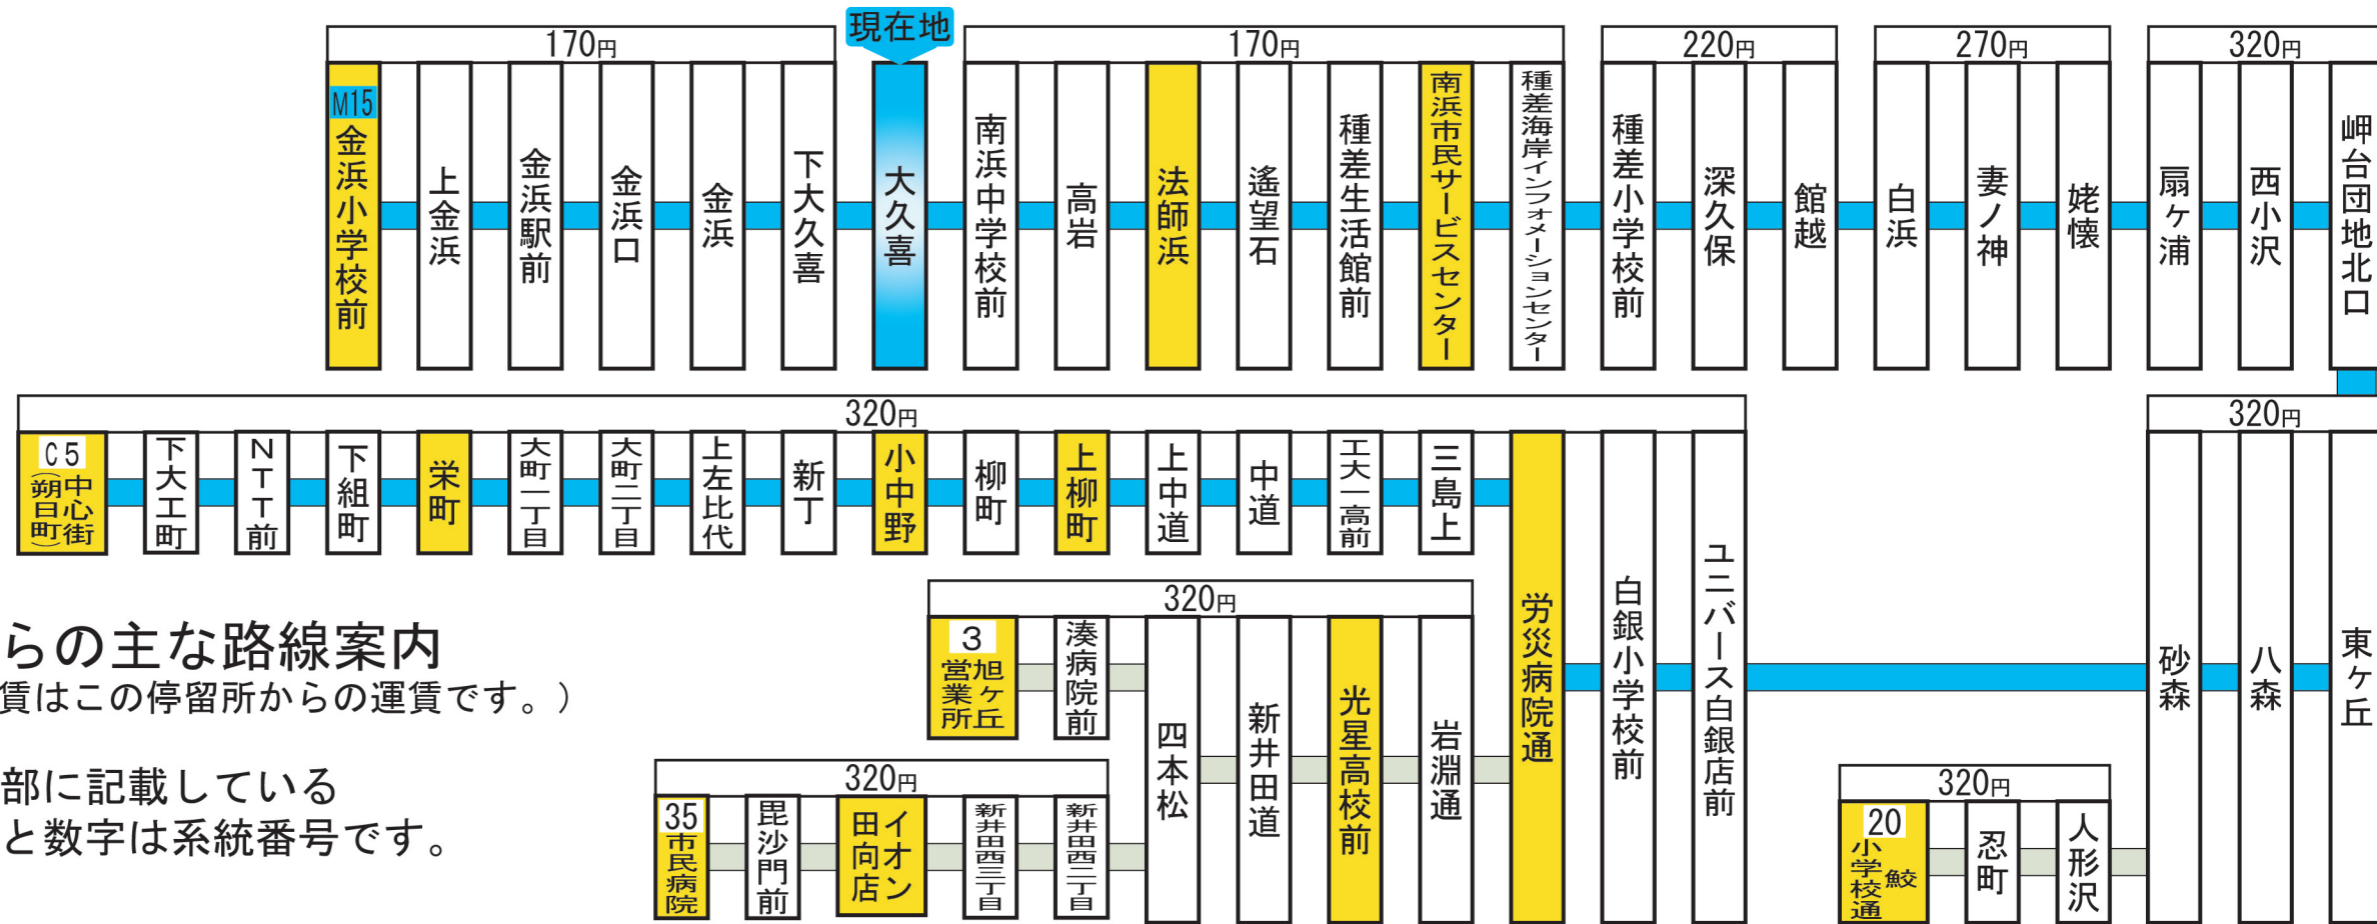 現在地
170円
170円
220円
270円
320円
M15
金浜小学校前
上金浜
金浜駅前
金浜口
金浜
下大久喜
大久喜
南浜中学校前
高岩
法師浜
遙望石
種差生活館前
南浜市民サービスセンター
種差海岸インフォメーションセンター
種差小学校前
深久保
館越
白浜
妻ノ神
姥懐
扇ヶ浦
西小沢
岬台団地北口
320円
320円
C5
中心街
(朔日町)
下大工町
NTT前
下組町
栄町
大町一丁目
大町二丁目
上左比代
新丁
小中野
柳町
上柳町
上中道
中道
工大一高前
三島上
労災病院通
白銀小学校前
ユニバース白銀店前
砂森
八森
東ヶ丘
320円
3
旭ヶ丘
営業所
湊病院前
四本松
新井田道
光星高校前
岩淵通
らの主な路線案内
賃はこの停留所からの運賃です。）
部に記載している
と数字は系統番号です。
320円
35
市民病院
毘沙門前
イオン
田向店
新井田西三丁目
新井田西二丁目
320円
20
鮫
小学校通
忍町
人形沢